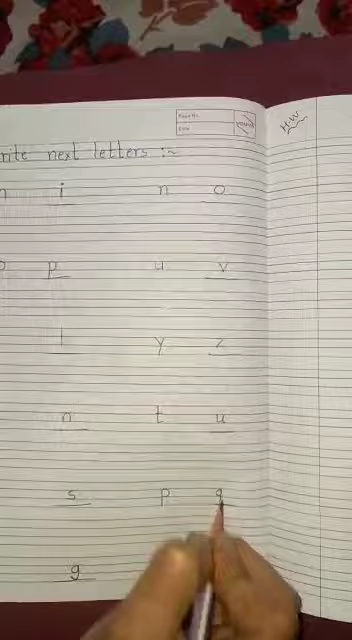 H.W
rite next letters :-
h i n o
o p u v
l y z
n t u
s p q
g